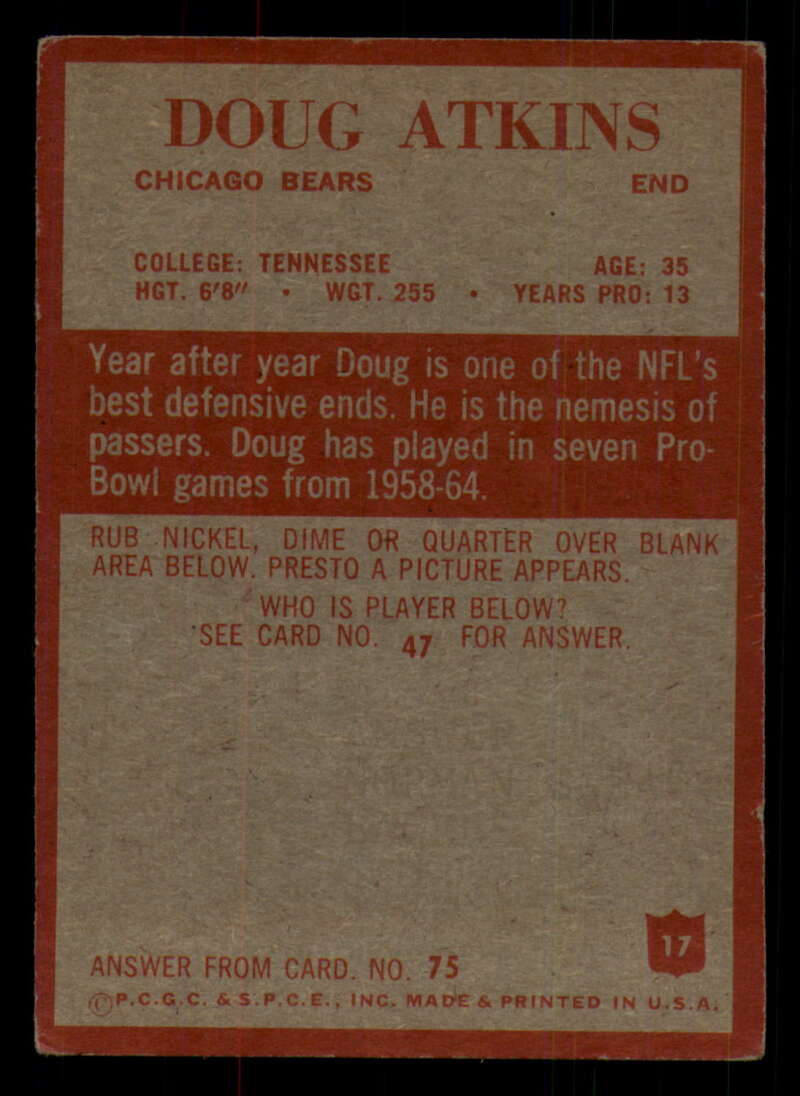 DOUG ATKINS
CHICAGO BEARS END
COLLEGE: TENNESSEE AGE: 35
HGT. 6'8" • WGT. 255 • YEARS PRO: 13
Year after year Doug is one of the NFL's
best defensive ends. He is the nemesis of
passers. Doug has played in seven Pro-
Bowl games from 1958-64.
RUB NICKEL, DIME OR QUARTER OVER BLANK
AREA BELOW. PRESTO A PICTURE APPEARS.
WHO IS PLAYER BELOW?
SEE CARD NO. 47 FOR ANSWER.
17
ANSWER FROM CARD. NO. 75
©P.C.G.C. & S.P.C.E., INC. MADE & PRINTED IN U.S.A.